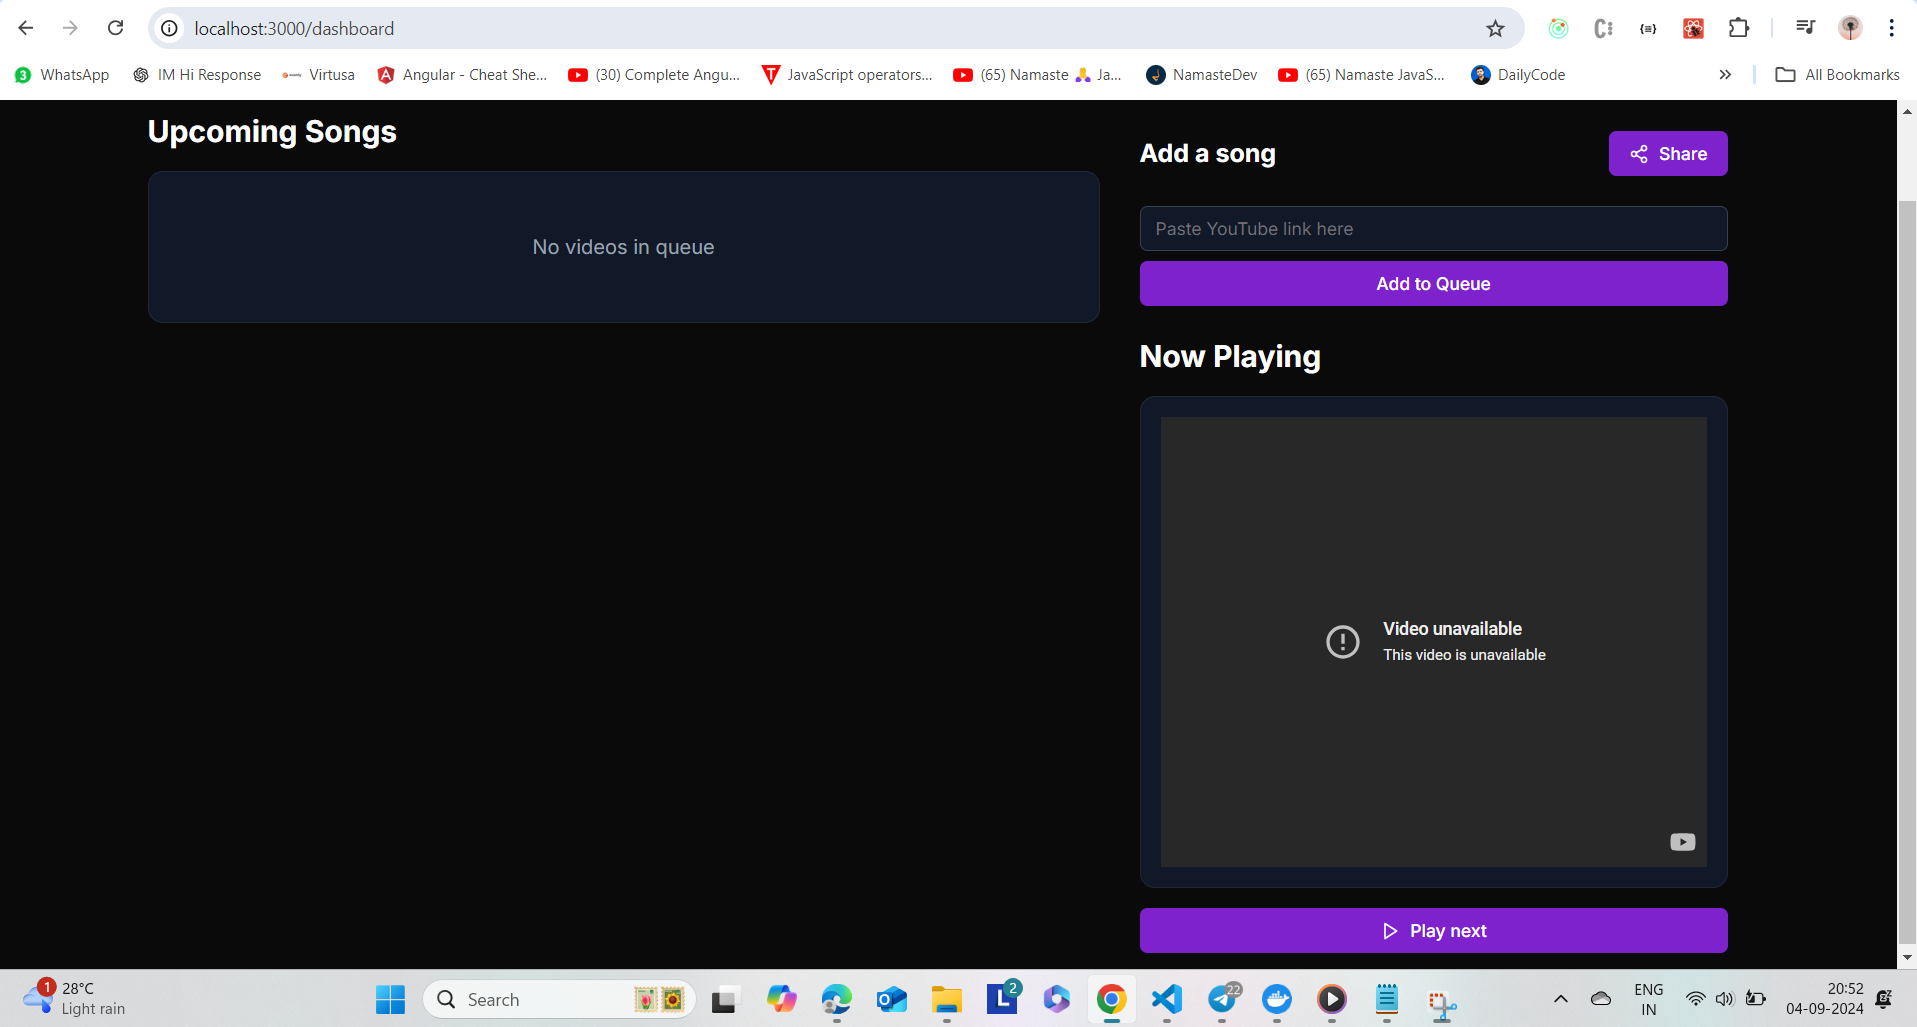 localhost:3000/dashboard
3 WhatsApp IM Hi Response Virtusa Angular - Cheat She... (30) Complete Angu... JavaScript operators... (65) Namaste 🙏 Ja... NamasteDev (65) Namaste JavaS... DailyCode » All Bookmarks
Upcoming Songs
No videos in queue
Add a song
Share
Paste YouTube link here
Add to Queue
Now Playing
Video unavailable
This video is unavailable
Play next
1
28°C
Light rain
Search
L 2
22
ENG
IN
20:52
04-09-2024